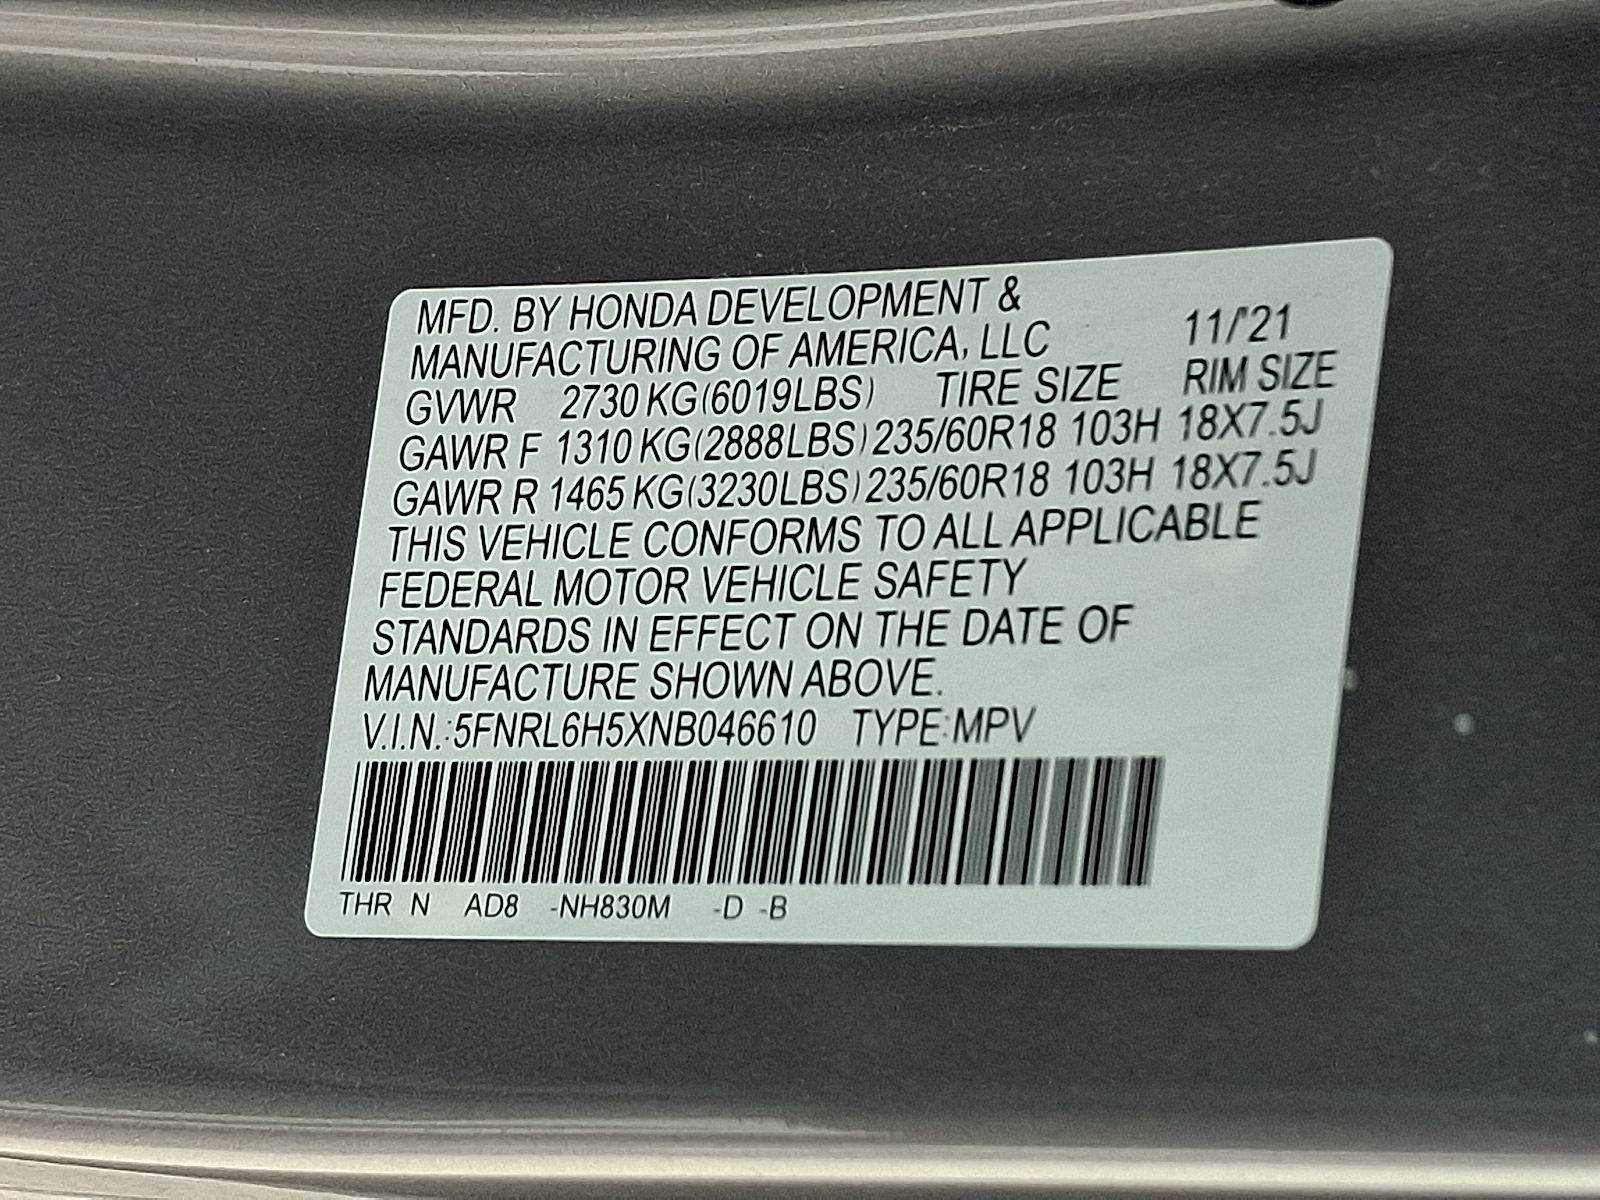 MFD. BY HONDA DEVELOPMENT &
MANUFACTURING OF AMERICA, LLC 11/'21
GVWR 2730 KG(6019LBS) TIRE SIZE RIM SIZE
GAWR F 1310 KG(2888LBS) 235/60R18 103H 18X7.5J
GAWR R 1465 KG(3230LBS) 235/60R18 103H 18X7.5J
THIS VEHICLE CONFORMS TO ALL APPLICABLE
FEDERAL MOTOR VEHICLE SAFETY
STANDARDS IN EFFECT ON THE DATE OF
MANUFACTURE SHOWN ABOVE.
V.I.N.:5FNRL6H5XNB046610 TYPE:MPV
THR N AD8 -NH830M -D -B